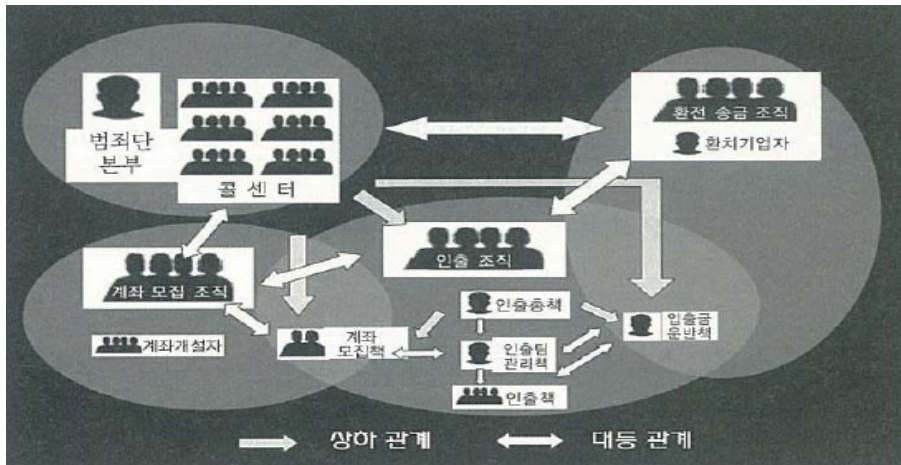 범죄단
본부
콜 센 터
환전 송금 조직
환치기업자
계좌 모집 조직
인출 조직
계좌개설자
계좌
모집책
인출총책
인출팀
관리책
인출책
입출금
운반책
상하 관계
대등 관계